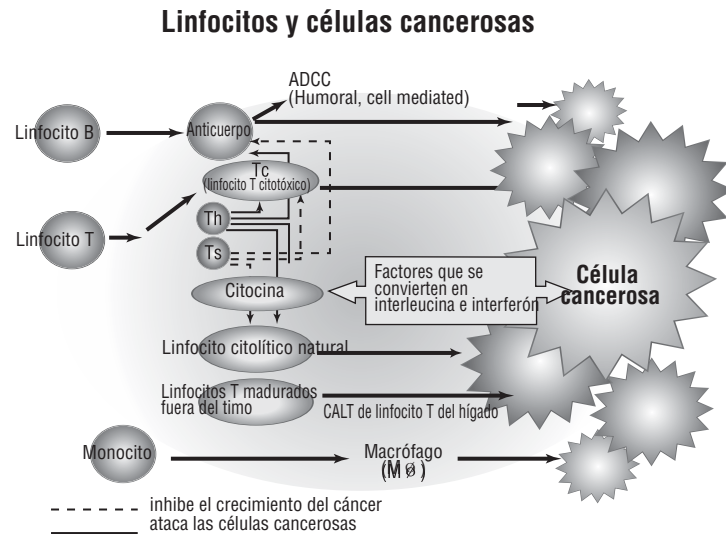 Linfocitos y células cancerosas
ADCC
(Humoral, cell mediated)
Linfocito B
Anticuerpo
Tc
(linfocito T citotóxico)
Linfocito T
Th
Ts
Citocina
Factores que se
convierten en
interleucina e interferón
Célula
cancerosa
Linfocito citolítico natural
Linfocitos T madurados
fuera del timo
CALT de linfocito T del hígado
Monocito
Macrófago
(M ø)
inhibe el crecimiento del cáncer
ataca las células cancerosas